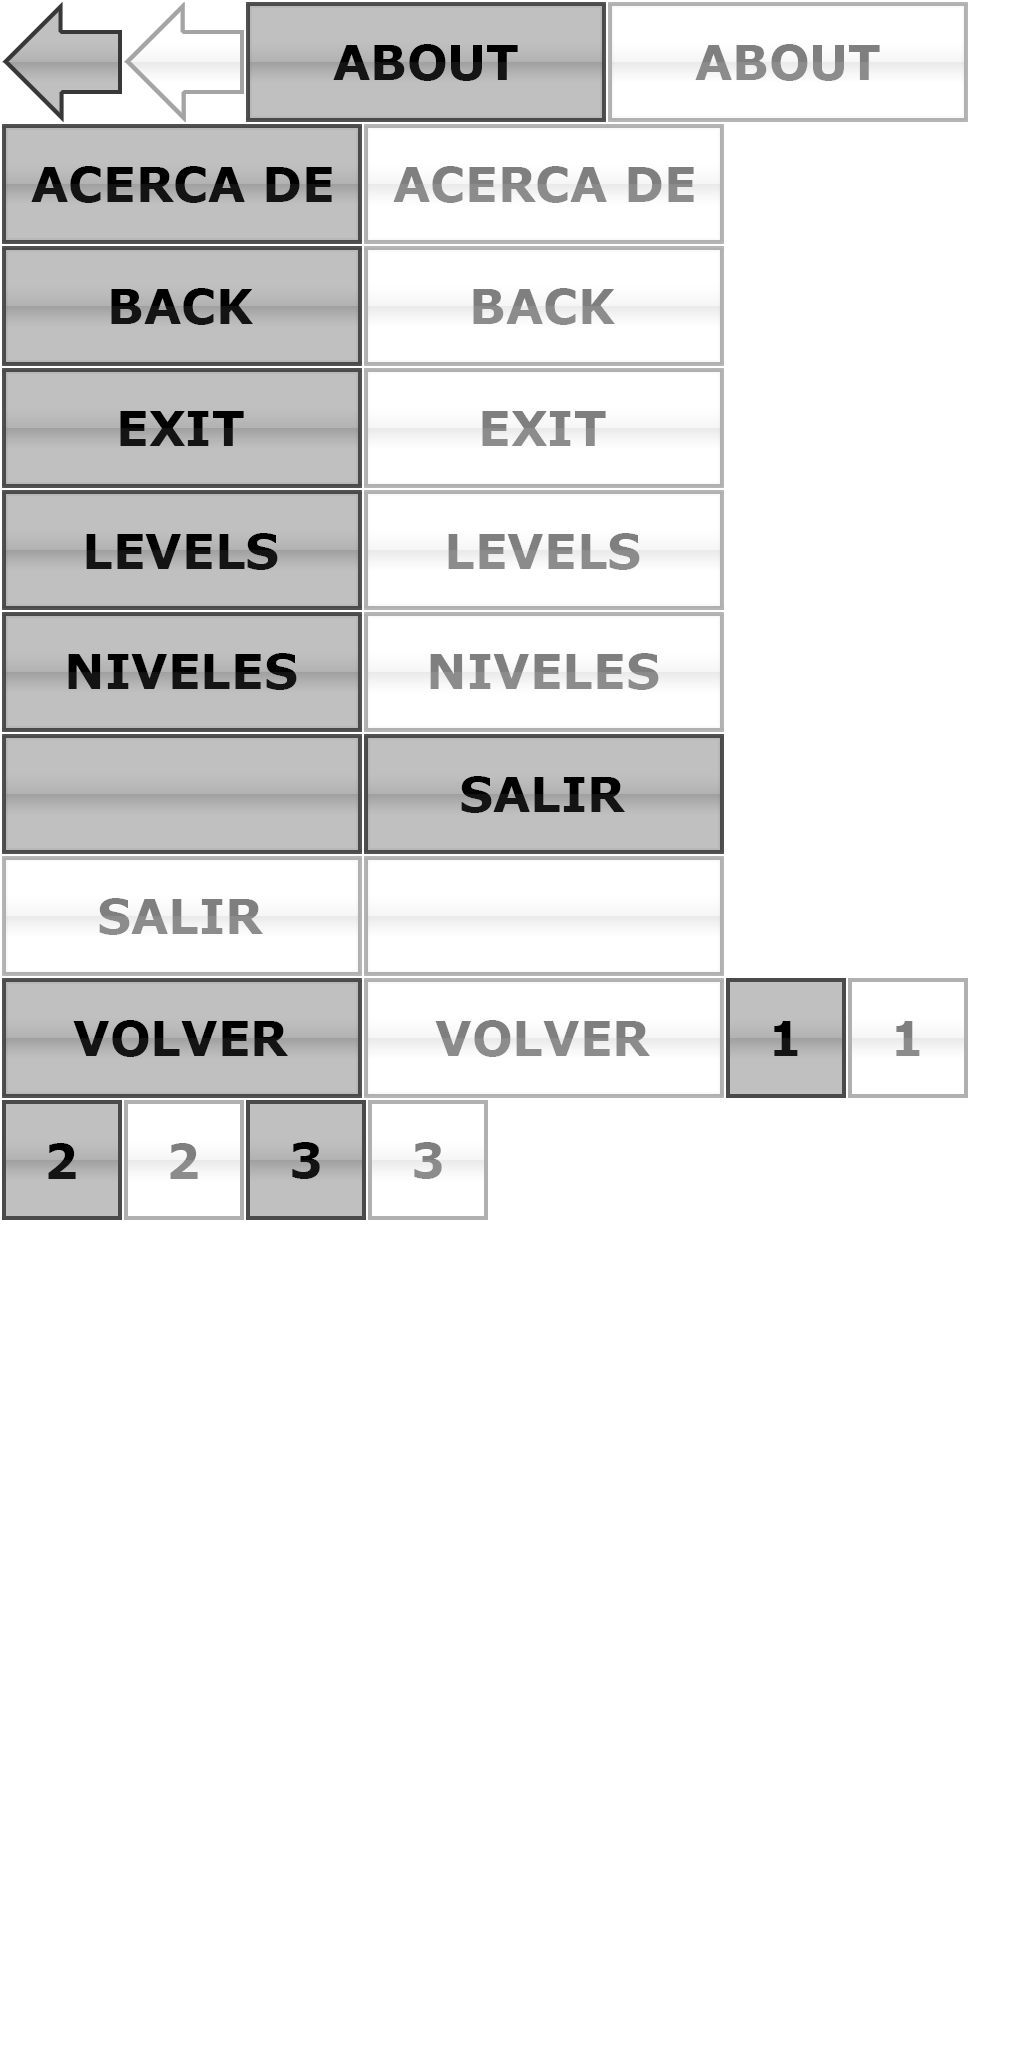 ABOUT ABOUT
ACERCA DE ACERCA DE
BACK BACK
EXIT EXIT
LEVELS LEVELS
NIVELES NIVELES
SALIR
SALIR
VOLVER VOLVER 1 1
2 2 3 3